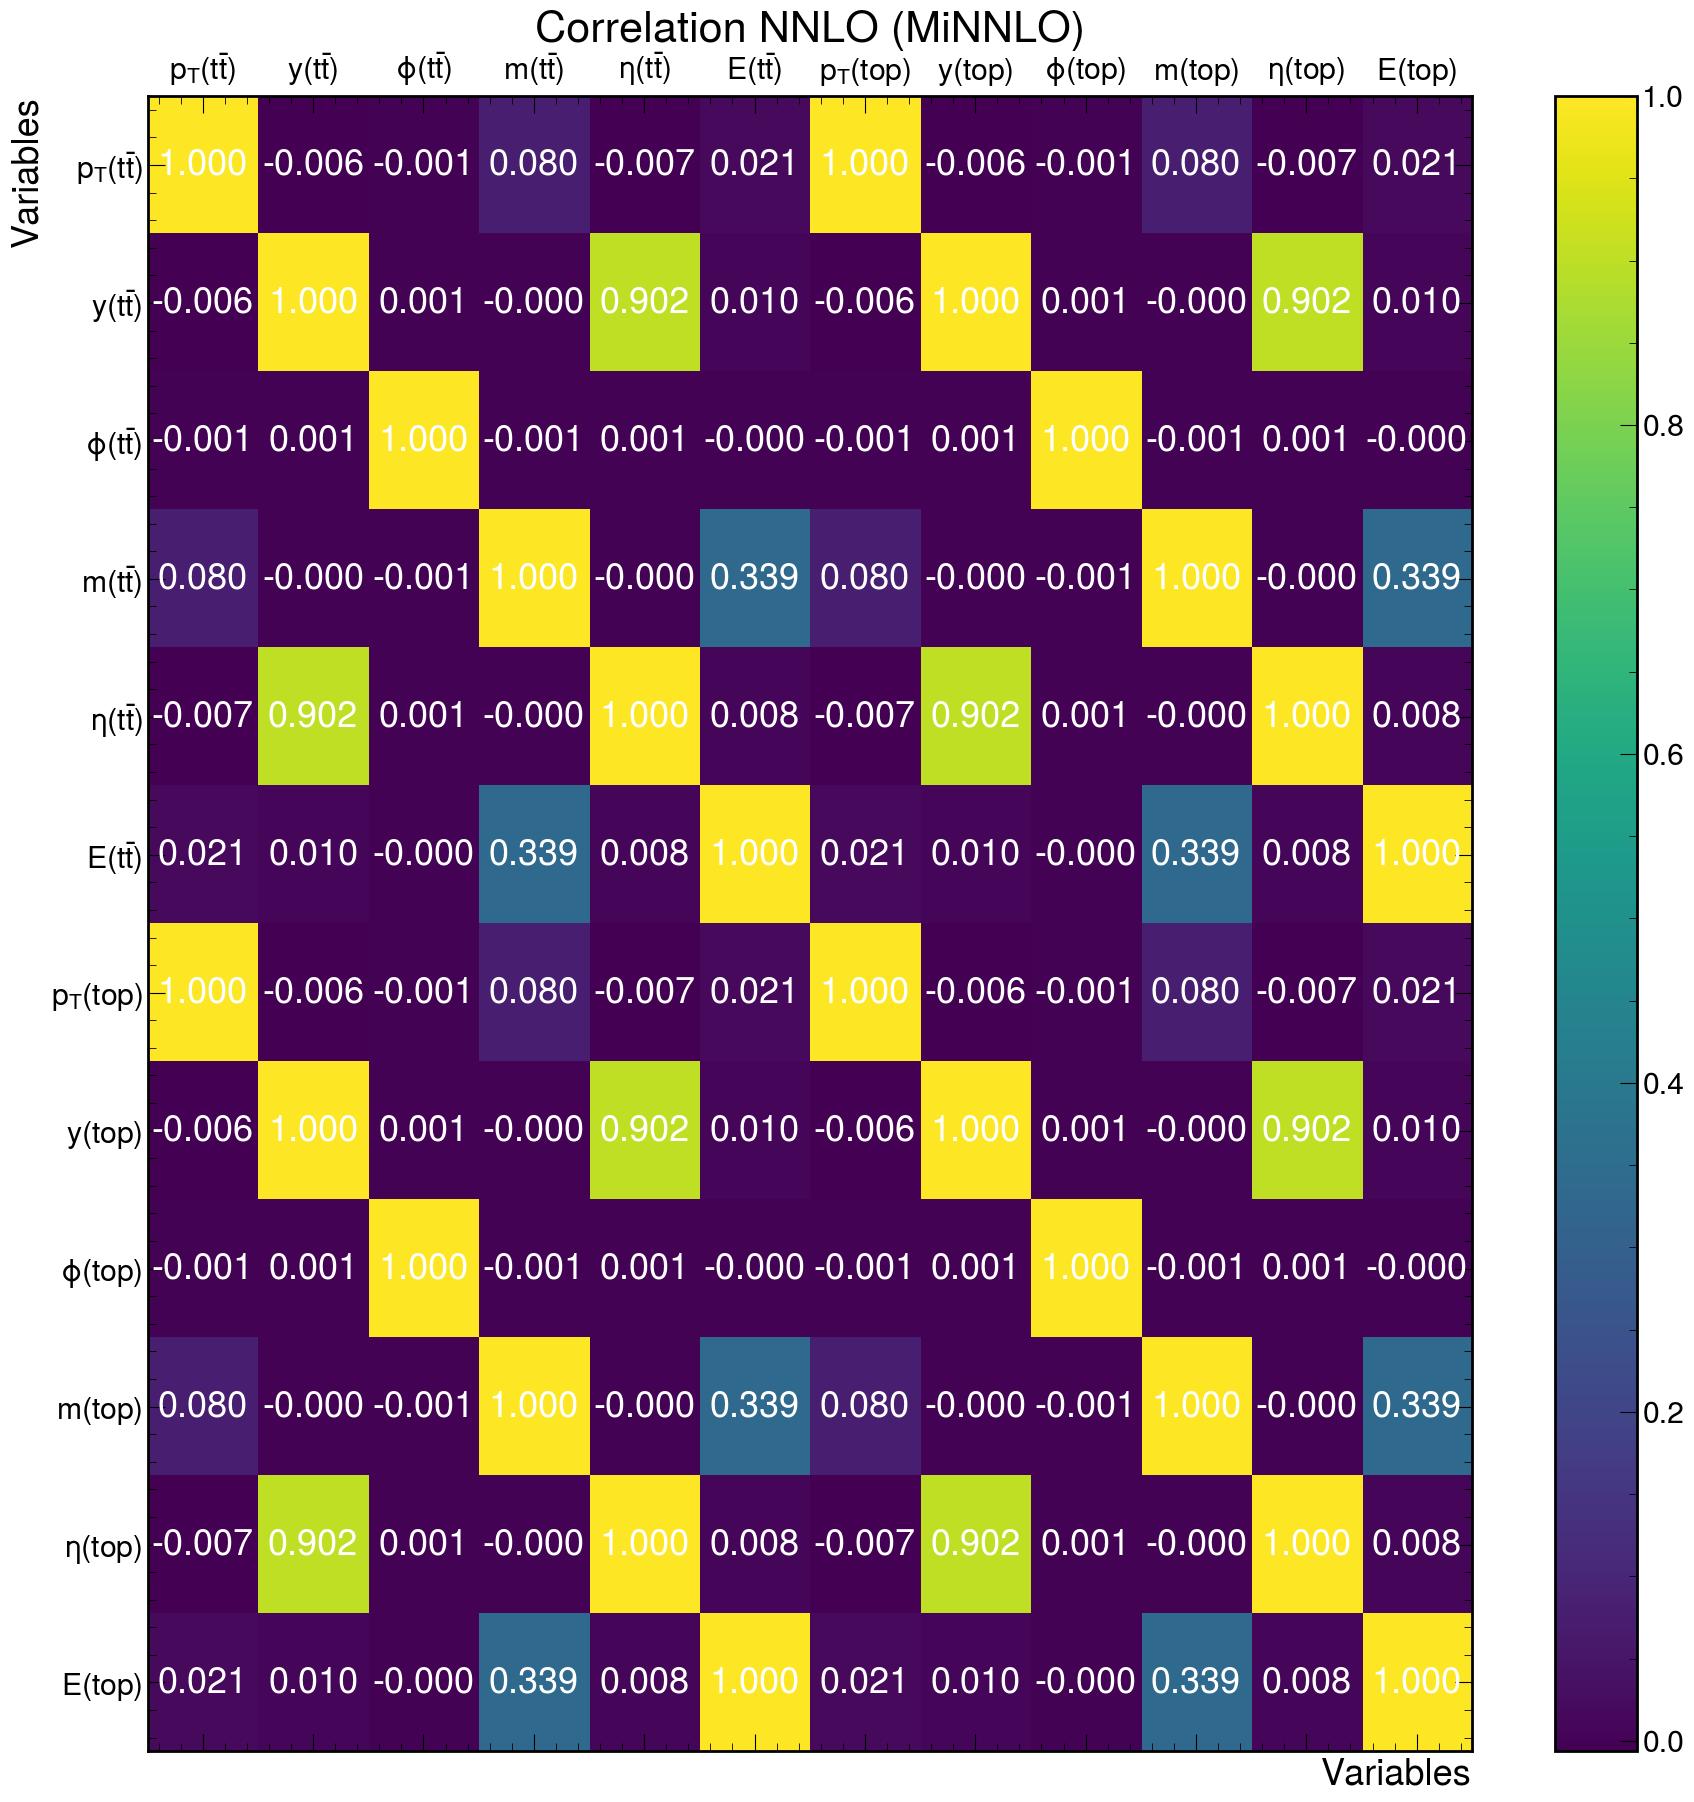 Correlation NNLO (MiNNLO)
p_T(tt̄) y(tt̄) ϕ(tt̄) m(tt̄) η(tt̄) E(tt̄) p_T(top) y(top) ϕ(top) m(top) η(top) E(top)
Variables
p_T(tt̄) 1.000 -0.006 -0.001 0.080 -0.007 0.021 1.000 -0.006 -0.001 0.080 -0.007 0.021
y(tt̄) -0.006 1.000 0.001 -0.000 0.902 0.010 -0.006 1.000 0.001 -0.000 0.902 0.010
ϕ(tt̄) -0.001 0.001 1.000 -0.001 0.001 -0.000 -0.001 0.001 1.000 -0.001 0.001 -0.000
m(tt̄) 0.080 -0.000 -0.001 1.000 -0.000 0.339 0.080 -0.000 -0.001 1.000 -0.000 0.339
η(tt̄) -0.007 0.902 0.001 -0.000 1.000 0.008 -0.007 0.902 0.001 -0.000 1.000 0.008
E(tt̄) 0.021 0.010 -0.000 0.339 0.008 1.000 0.021 0.010 -0.000 0.339 0.008 1.000
p_T(top) 1.000 -0.006 -0.001 0.080 -0.007 0.021 1.000 -0.006 -0.001 0.080 -0.007 0.021
y(top) -0.006 1.000 0.001 -0.000 0.902 0.010 -0.006 1.000 0.001 -0.000 0.902 0.010
ϕ(top) -0.001 0.001 1.000 -0.001 0.001 -0.000 -0.001 0.001 1.000 -0.001 0.001 -0.000
m(top) 0.080 -0.000 -0.001 1.000 -0.000 0.339 0.080 -0.000 -0.001 1.000 -0.000 0.339
η(top) -0.007 0.902 0.001 -0.000 1.000 0.008 -0.007 0.902 0.001 -0.000 1.000 0.008
E(top) 0.021 0.010 -0.000 0.339 0.008 1.000 0.021 0.010 -0.000 0.339 0.008 1.000
Variables
1.0
0.8
0.6
0.4
0.2
0.0